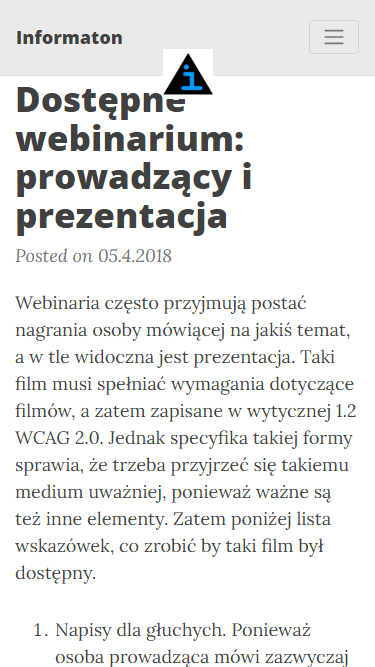 Informaton
Dostępne
webinarium:
prowadzący i
prezentacja
Posted on 05.4.2018
Webinaria często przyjmują postać
nagrania osoby mówiącej na jakiś temat,
a w tle widoczna jest prezentacja. Taki
film musi spełniać wymagania dotyczące
filmów, a zatem zapisane w wytycznej 1.2
WCAG 2.0. Jednak specyfika takiej formy
sprawia, że trzeba przyjrzeć się takiemu
medium uważniej, ponieważ ważne są
też inne elementy. Zatem poniżej lista
wskazówek, co zrobić by taki film był
dostępny.
1. Napisy dla głuchych. Ponieważ
osoba prowadząca mówi zazwyczaj